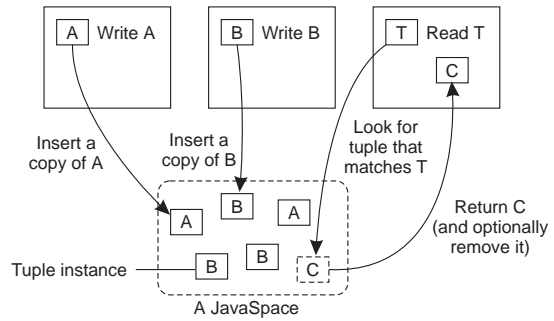 A Write A
B Write B
T Read T
C
Insert a
copy of A
Insert a
copy of B
Look for
tuple that
matches T
Return C
(and optionally
remove it)
A
B
A
B
B
C
Tuple instance
A JavaSpace